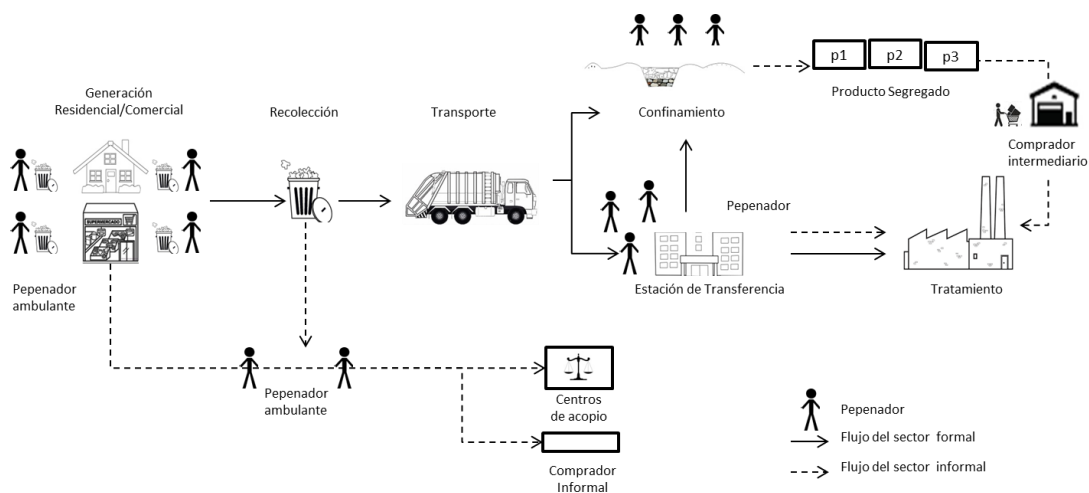 Generación
Residencial/Comercial
Recolección
Transporte
Confinamiento
p1
p2
p3
Producto Segregado
Comprador
intermediario
SUPERMERCADO
Pepenador
ambulante
Pepenador
Estación de Transferencia
Tratamiento
Pepenador
ambulante
Centros
de acopio
Comprador
Informal
Pepenador
Flujo del sector formal
Flujo del sector informal